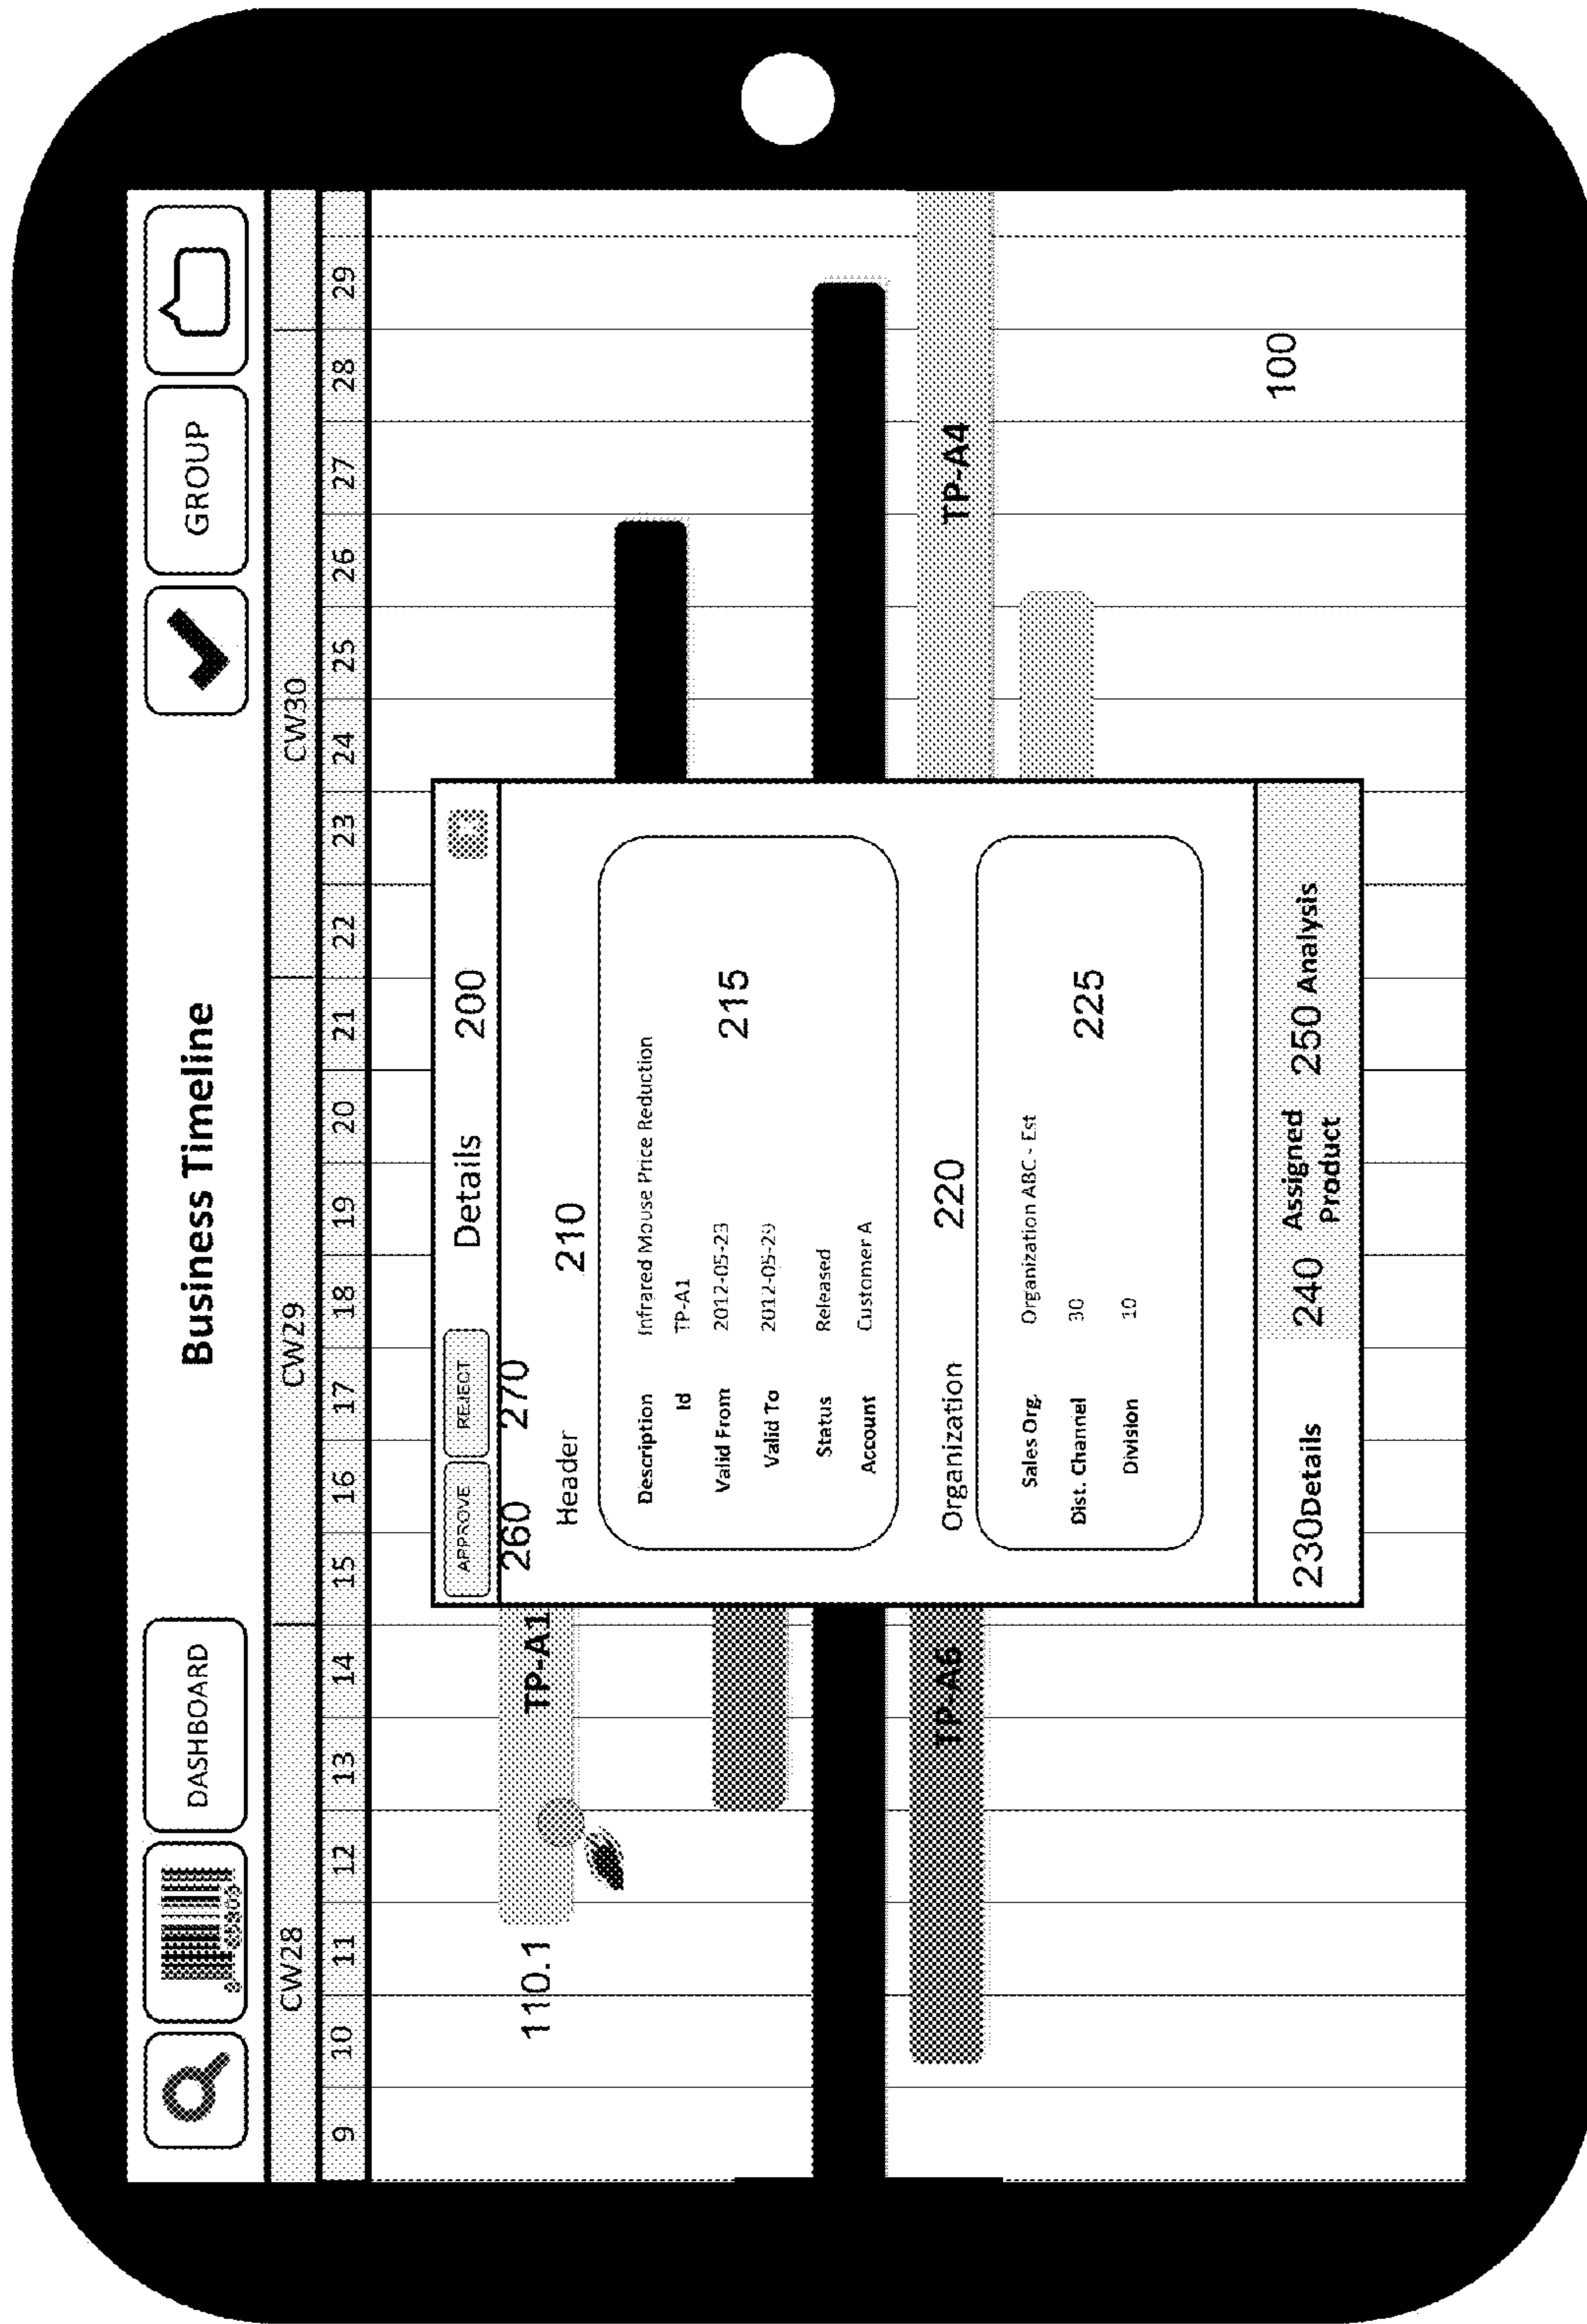 DASHBOARD Business Timeline GROUP
CW28 CW29 CW30
9 10 11 12 13 14 15 16 17 18 19 20 21 22 23 24 25 26 27 28 29
APPROVE REJECT Details 200
260 270
110.1 TP-A1
Header 210
Description Infrared Mouse Price Reduction
Id TP-A1
Valid From 2012-05-23
215
Valid To 2012-05-29
Status Released
Account Customer A
Organization 220
TP-A6
TP-A4
Sales Org. Organization ABC - Est
Dist. Channel 30
225
Division 10
100
230 Details 240 Assigned Product 250 Analysis